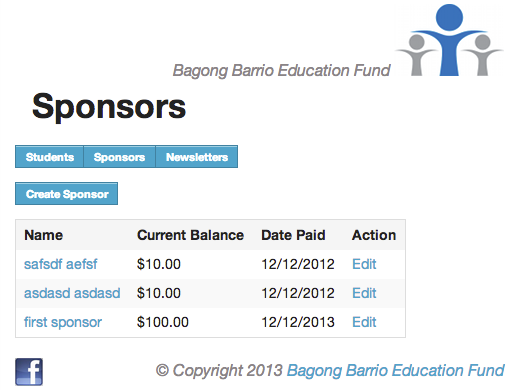 Bagong Barrio Education Fund
Sponsors
Students Sponsors Newsletters
Create Sponsor
Name Current Balance Date Paid Action
safsdf aefsf $10.00 12/12/2012 Edit
asdasd asdasd $10.00 12/12/2012 Edit
first sponsor $100.00 12/12/2013 Edit
f © Copyright 2013 Bagong Barrio Education Fund